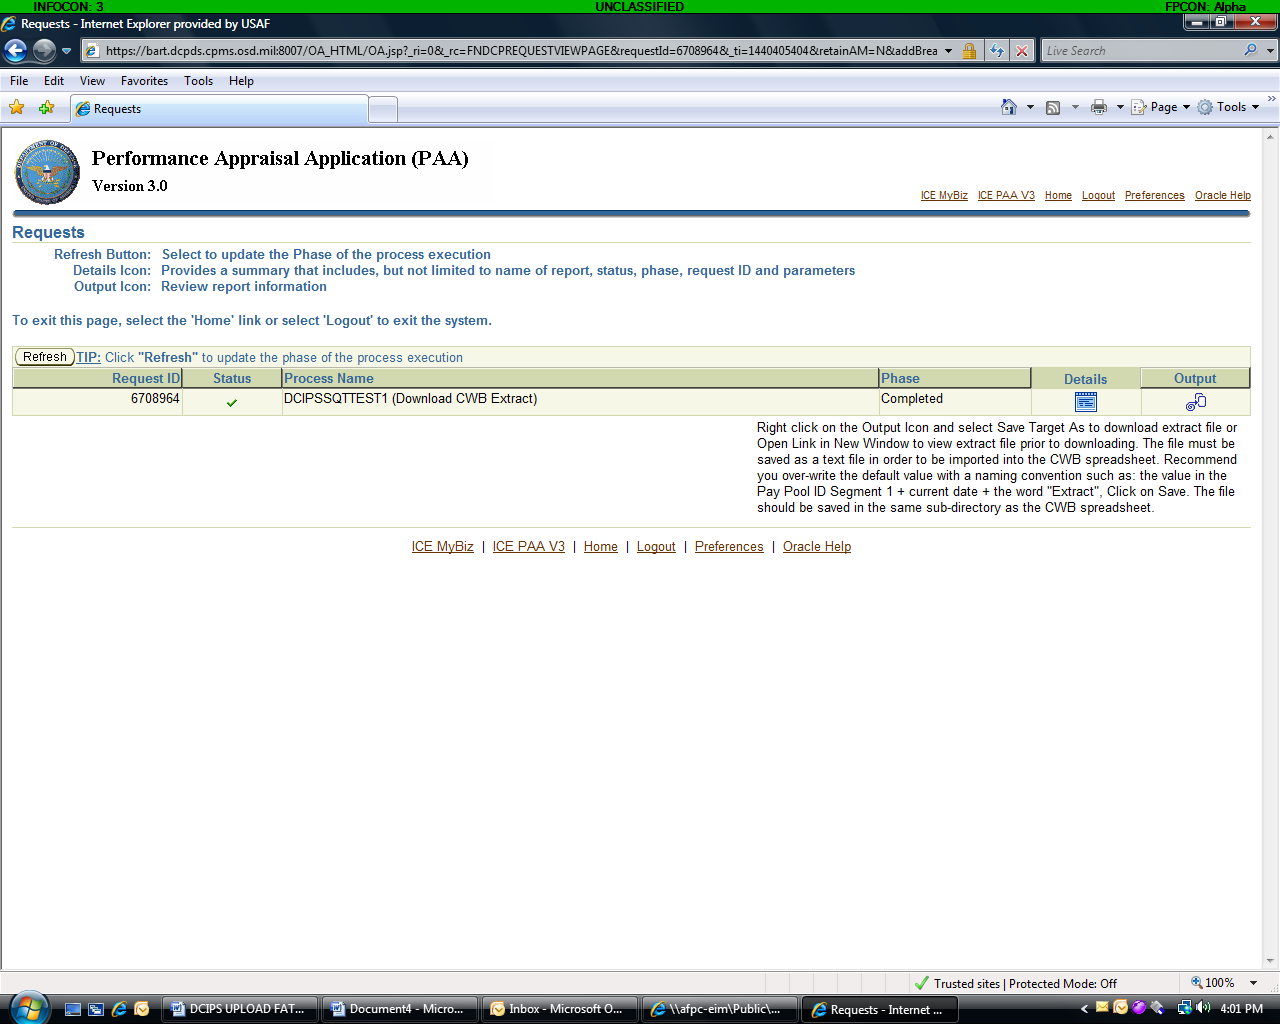 INFOCON: 3 UNCLASSIFIED FPCON: Alpha
Requests - Internet Explorer provided by USAF
https://bart.dcpds.cpms.osd.mil:8007/OA_HTML/OA.jsp?_ri=0&_rc=FNDCPREQUESTVIEWPAGE&requestId=6708964&_ti=1440405404&retainAM=N&addBrea
Live Search
File Edit View Favorites Tools Help
Requests
Page Tools
Performance Appraisal Application (PAA)
Version 3.0
ICE MyBiz ICE PAA V3 Home Logout Preferences Oracle Help
Requests
Refresh Button: Select to update the Phase of the process execution
Details Icon: Provides a summary that includes, but not limited to name of report, status, phase, request ID and parameters
Output Icon: Review report information
To exit this page, select the 'Home' link or select 'Logout' to exit the system.
Refresh TIP: Click "Refresh" to update the phase of the process execution
Request ID Status Process Name Phase Details Output
6708964 DCIPSSQTTEST1 (Download CWB Extract) Completed
Right click on the Output Icon and select Save Target As to download extract file or
Open Link in New Window to view extract file prior to downloading. The file must be
saved as a text file in order to be imported into the CWB spreadsheet. Recommend
you over-write the default value with a naming convention such as: the value in the
Pay Pool ID Segment 1 + current date + the word "Extract", Click on Save. The file
should be saved in the same sub-directory as the CWB spreadsheet.
ICE MyBiz | ICE PAA V3 | Home | Logout | Preferences | Oracle Help
Trusted sites | Protected Mode: Off 100%
DCIPS UPLOAD FAT... Document4 - Micro... Inbox - Microsoft O... \\afpc-eim\Public\... Requests - Internet ... 4:01 PM